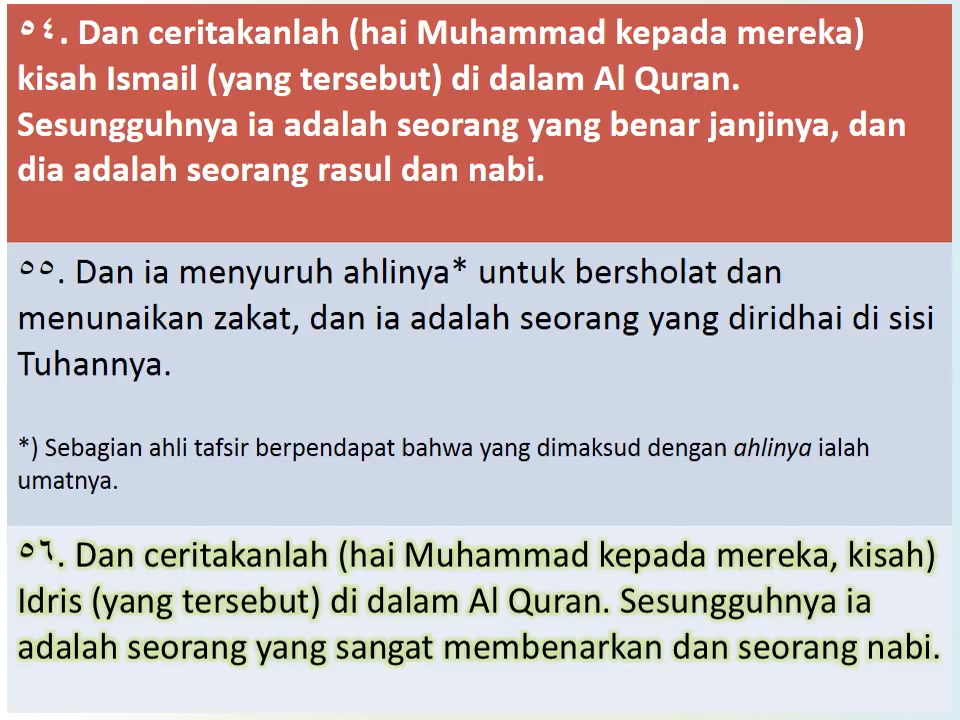 ٥٤. Dan ceritakanlah (hai Muhammad kepada mereka)
kisah Ismail (yang tersebut) di dalam Al Quran.
Sesungguhnya ia adalah seorang yang benar janjinya, dan
dia adalah seorang rasul dan nabi.
٥٥. Dan ia menyuruh ahlinya* untuk bersholat dan
menunaikan zakat, dan ia adalah seorang yang diridhai di sisi
Tuhannya.
*) Sebagian ahli tafsir berpendapat bahwa yang dimaksud dengan ahlinya ialah
umatnya.
٥٦. Dan ceritakanlah (hai Muhammad kepada mereka, kisah)
Idris (yang tersebut) di dalam Al Quran. Sesungguhnya ia
adalah seorang yang sangat membenarkan dan seorang nabi.